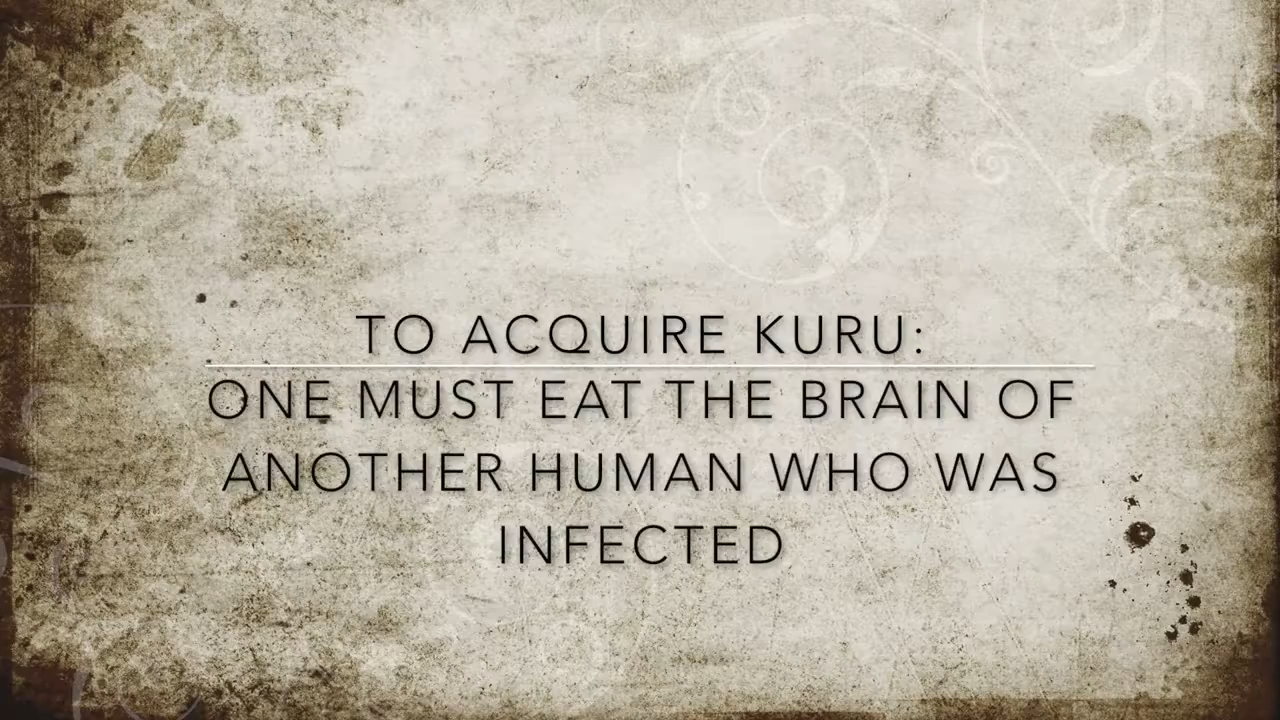 TO ACQUIRE KURU:
ONE MUST EAT THE BRAIN OF
ANOTHER HUMAN WHO WAS
INFECTED